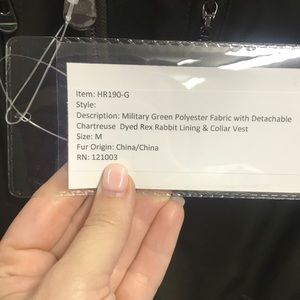 Item: HR190-G
Style:
Description: Military Green Polyester Fabric with Detachable
Chartreuse Dyed Rex Rabbit Lining & Collar Vest
Size: M
Fur Origin: China/China
RN: 121003